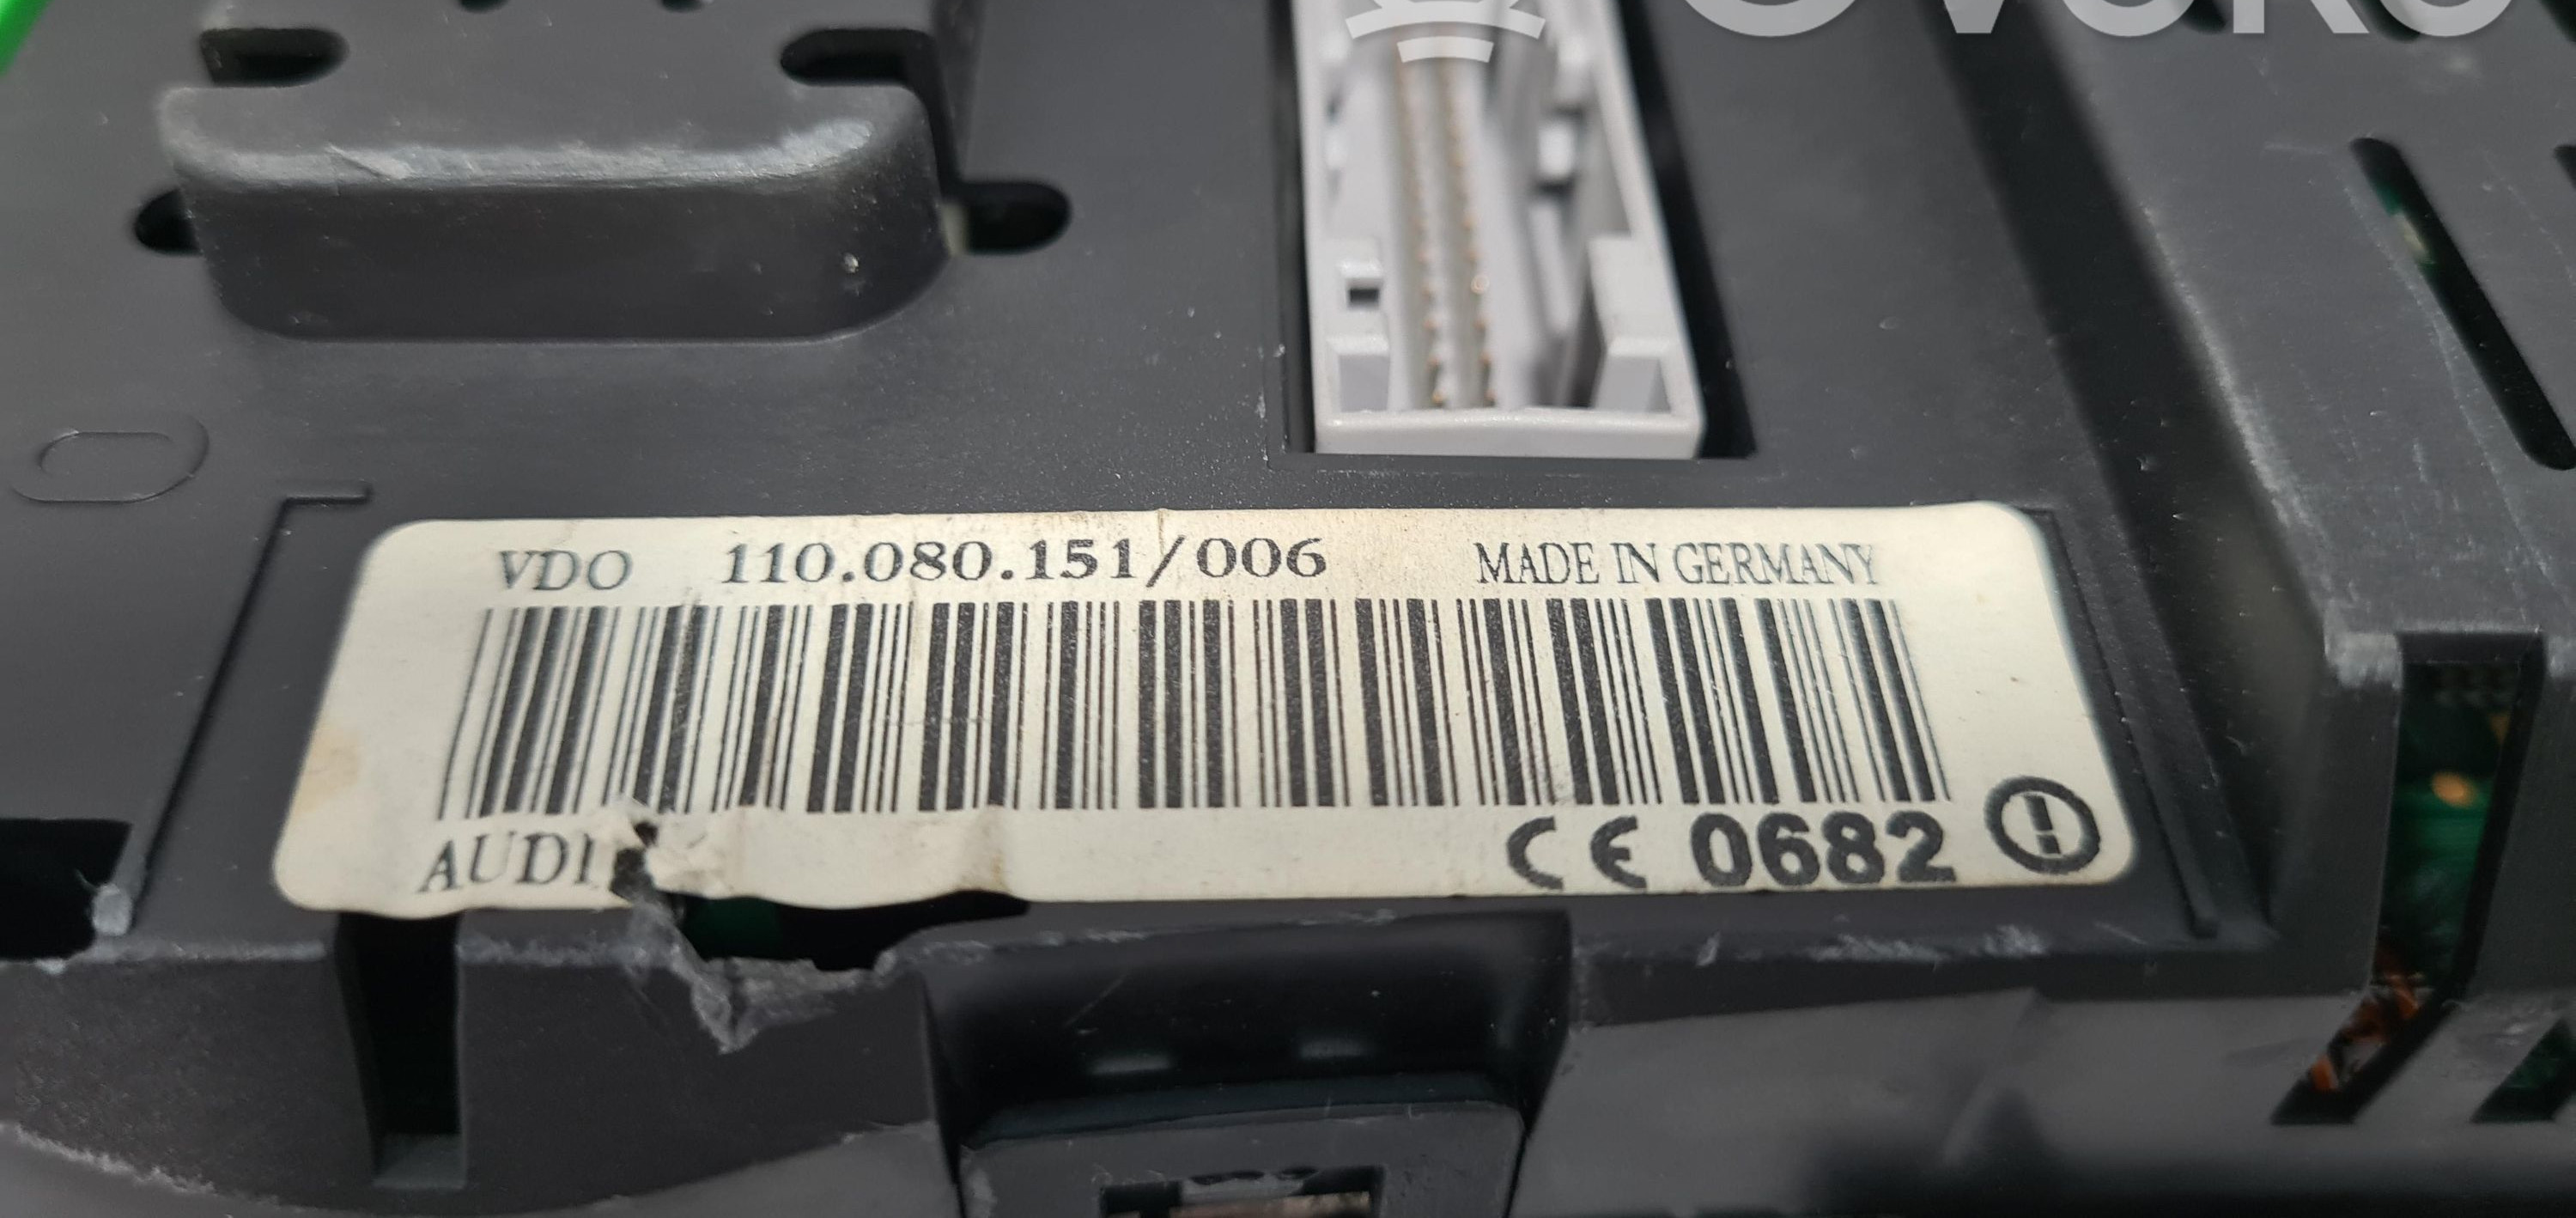 VDO 110.080.151/006 MADE IN GERMANY
AUDI
CE 0682